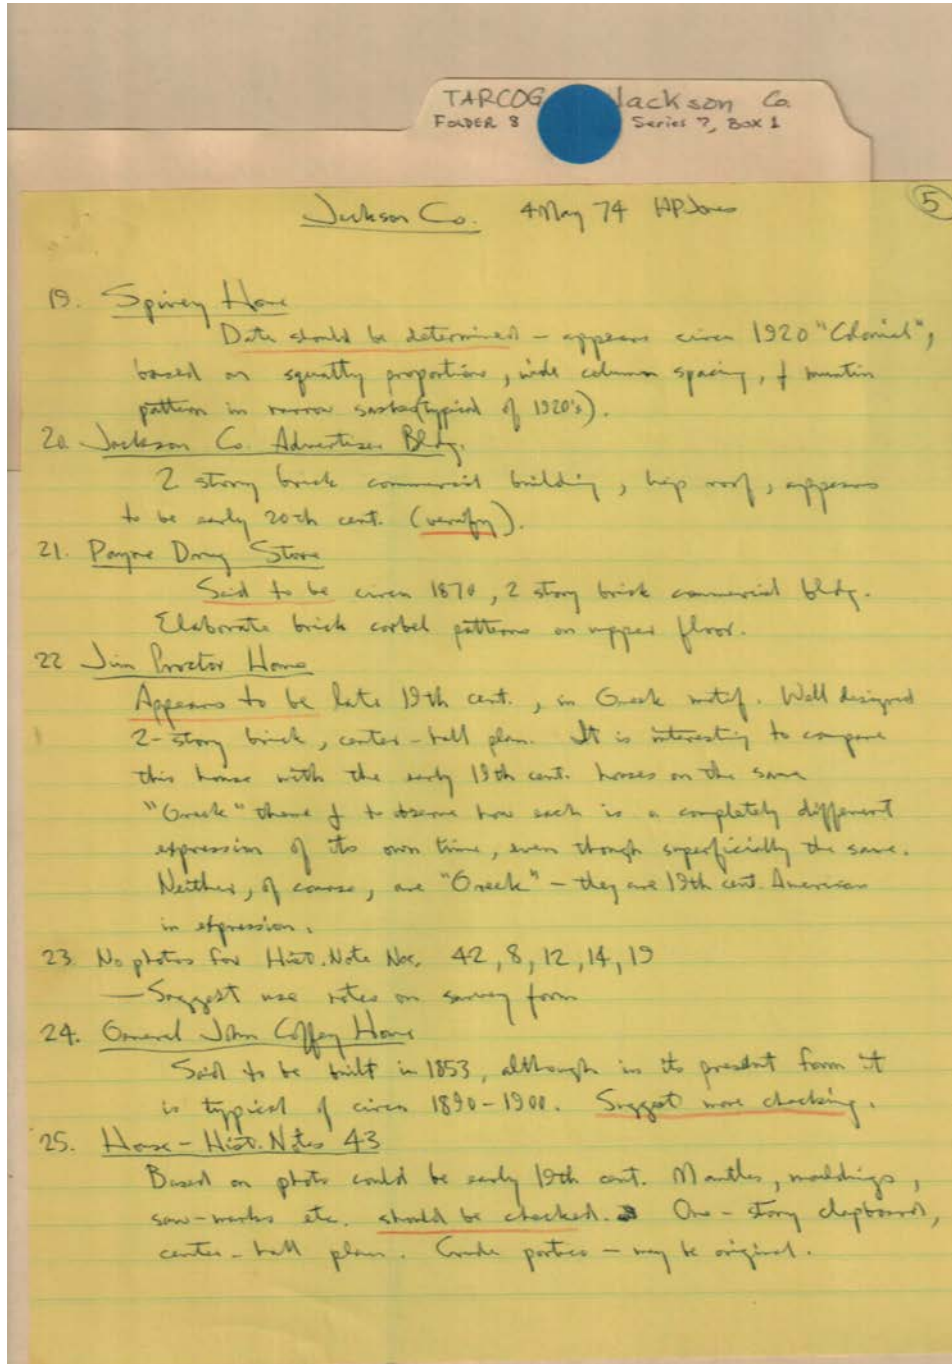 TARCOG Jackson Co.
FOLDER 8 Series 7, Box 1
Jackson Co. 4 May 74 HPJones
5
19. Spivey Home
Date should be determined – appears circa 1920 "Colonial",
based on squatty proportions, wide column spacing, & muntin
pattern in narrow sashes (typical of 1920's).
20 Jackson Co. Advertiser Bldg.
2 story brick commercial building, hip roof, appears
to be early 20th cent. (verify).
21. Payne Drug Store
Said to be circa 1870, 2 story brick commercial bldg.
Elaborate brick corbel patterns on upper floor.
22 Jim Proctor Home
Appears to be late 19th cent., in Greek motif. Well designed
2-story brick, center-hall plan. It is interesting to compare
this house with the early 19th cent. houses on the same
"Greek" theme & to observe how each is a completely different
expression of its own time, even though superficially the same.
Neither, of course, are "Greek" – they are 19th cent. American
in expression.
23. No photos for Hist. Note Nos. 42, 8, 12, 14, 19
— Suggest use notes on survey form
24. General John Coffey Home
Said to be built in 1853, although in its present form it
is typical of circa 1890-1900. Suggest more checking.
25. House – Hist. Notes 43
Based on photo could be early 19th cent. Mantles, mouldings,
saw-marks etc. should be checked. One-story clapboard,
center-hall plan. Crude portico – may be original.